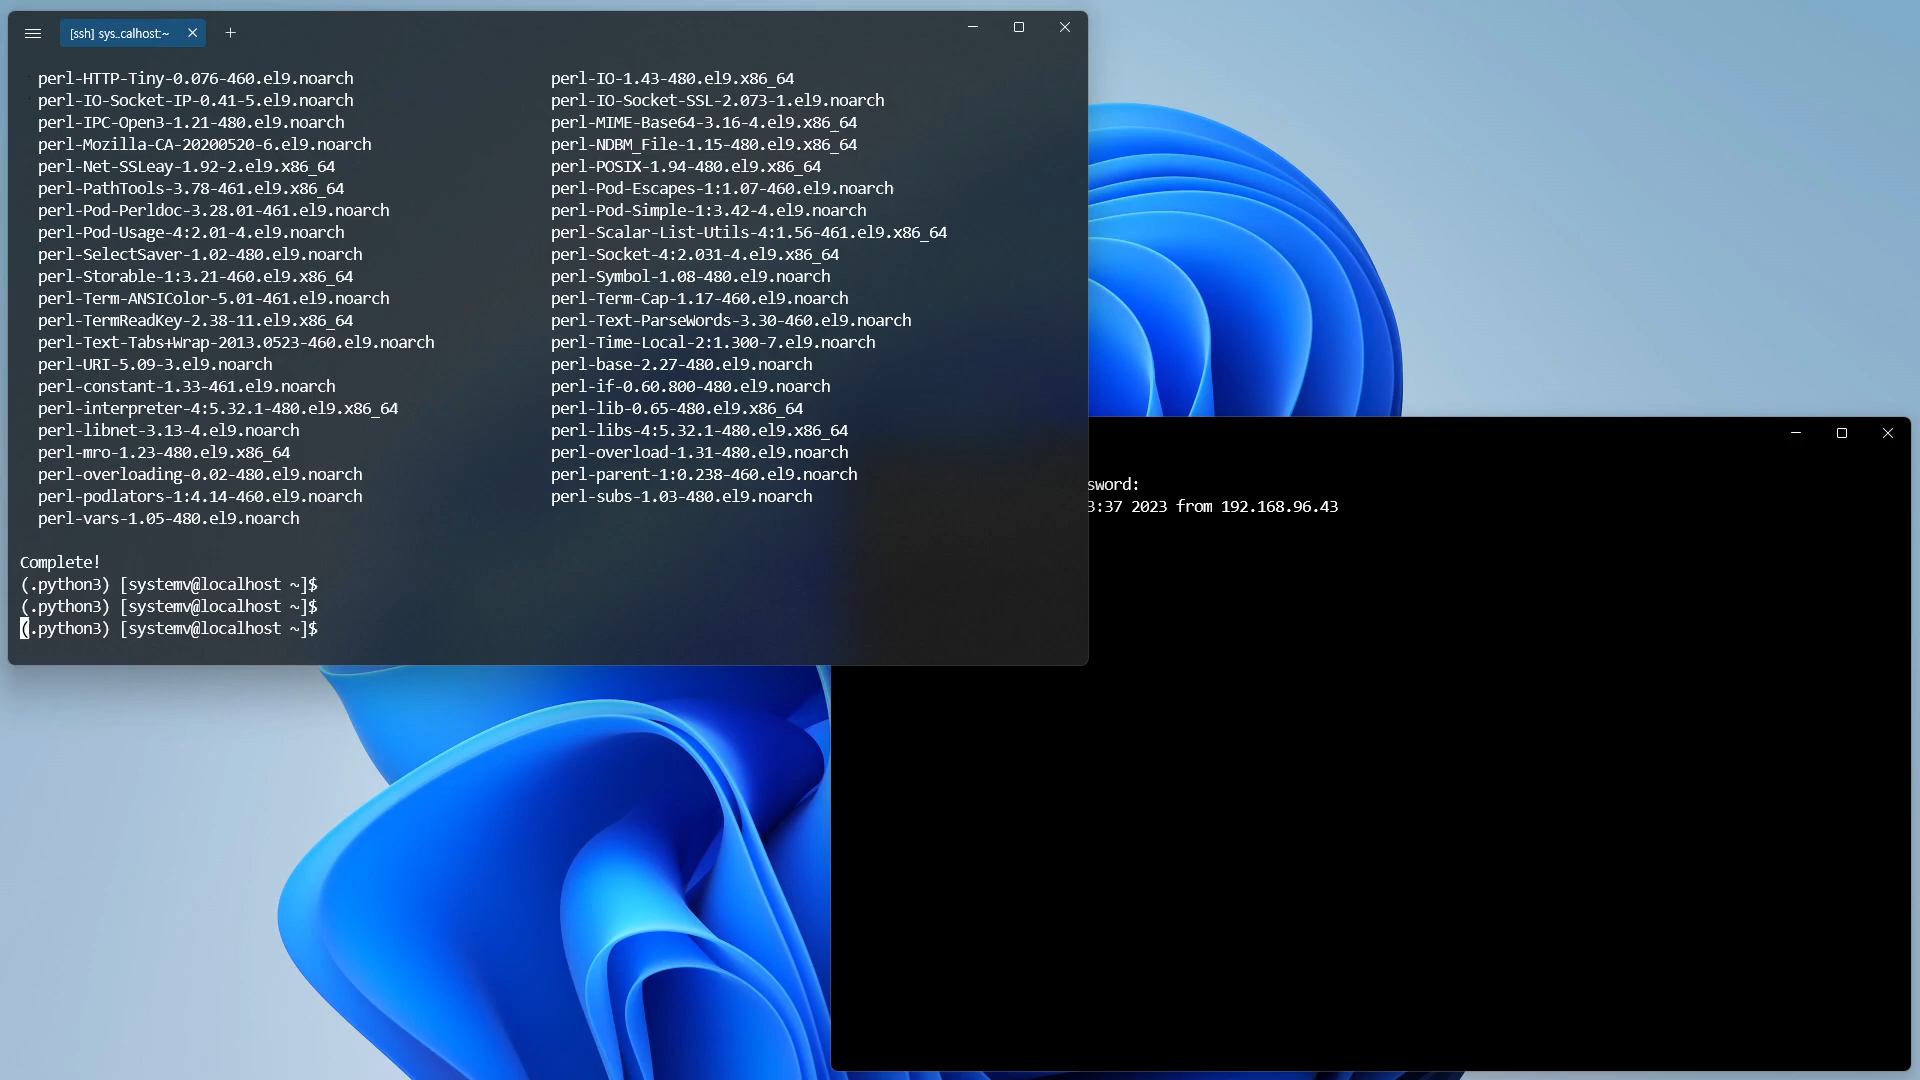 [ssh] sys..calhost:~
perl-HTTP-Tiny-0.076-460.el9.noarch perl-IO-1.43-480.el9.x86_64
perl-IO-Socket-IP-0.41-5.el9.noarch perl-IO-Socket-SSL-2.073-1.el9.noarch
perl-IPC-Open3-1.21-480.el9.noarch perl-MIME-Base64-3.16-4.el9.x86_64
perl-Mozilla-CA-20200520-6.el9.noarch perl-NDBM_File-1.15-480.el9.x86_64
perl-Net-SSLeay-1.92-2.el9.x86_64 perl-POSIX-1.94-480.el9.x86_64
perl-PathTools-3.78-461.el9.x86_64 perl-Pod-Escapes-1:1.07-460.el9.noarch
perl-Pod-Perldoc-3.28.01-461.el9.noarch perl-Pod-Simple-1:3.42-4.el9.noarch
perl-Pod-Usage-4:2.01-4.el9.noarch perl-Scalar-List-Utils-4:1.56-461.el9.x86_64
perl-SelectSaver-1.02-480.el9.noarch perl-Socket-4:2.031-4.el9.x86_64
perl-Storable-1:3.21-460.el9.x86_64 perl-Symbol-1.08-480.el9.noarch
perl-Term-ANSIColor-5.01-461.el9.noarch perl-Term-Cap-1.17-460.el9.noarch
perl-TermReadKey-2.38-11.el9.x86_64 perl-Text-ParseWords-3.30-460.el9.noarch
perl-Text-Tabs+Wrap-2013.0523-460.el9.noarch perl-Time-Local-2:1.300-7.el9.noarch
perl-URI-5.09-3.el9.noarch perl-base-2.27-480.el9.noarch
perl-constant-1.33-461.el9.noarch perl-if-0.60.800-480.el9.noarch
perl-interpreter-4:5.32.1-480.el9.x86_64 perl-lib-0.65-480.el9.x86_64
perl-libnet-3.13-4.el9.noarch perl-libs-4:5.32.1-480.el9.x86_64
perl-mro-1.23-480.el9.x86_64 perl-overload-1.31-480.el9.noarch
perl-overloading-0.02-480.el9.noarch perl-parent-1:0.238-460.el9.noarch
perl-podlators-1:4.14-460.el9.noarch perl-subs-1.03-480.el9.noarch
perl-vars-1.05-480.el9.noarch
Complete!
(.python3) [systemv@localhost ~]$
(.python3) [systemv@localhost ~]$
(.python3) [systemv@localhost ~]$
sword:
3:37 2023 from 192.168.96.43